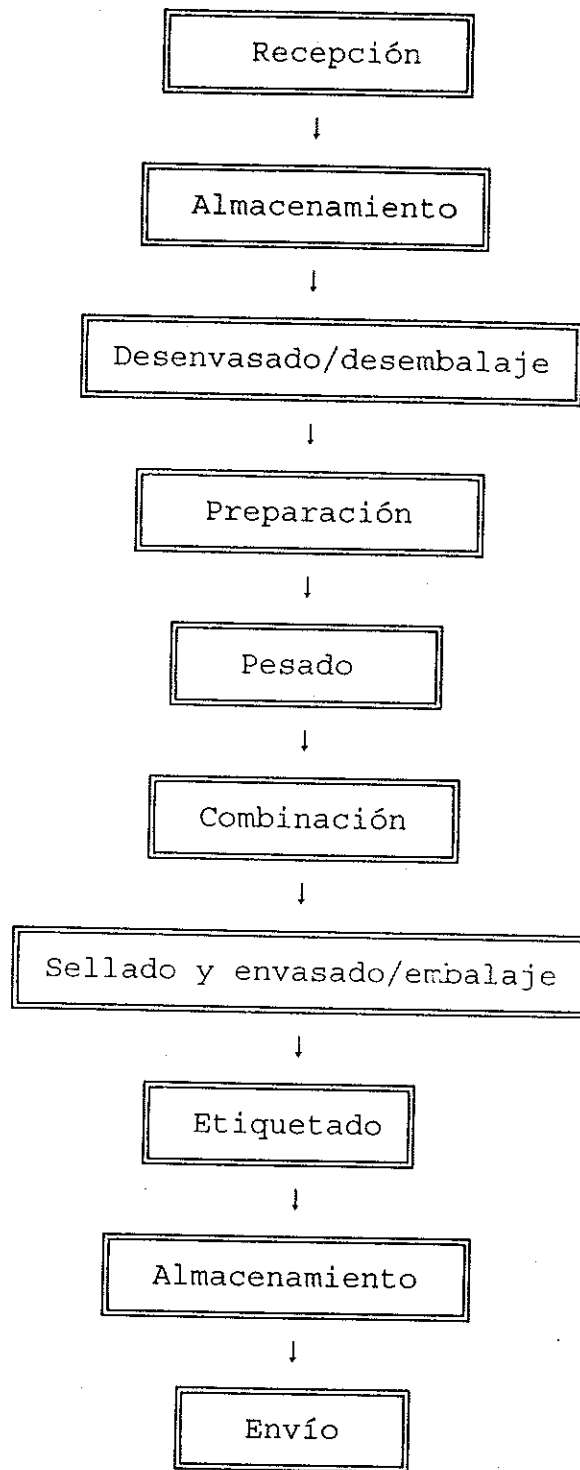 Recepción
↓
Almacenamiento
↓
Desenvasado/desembalaje
↓
Preparación
↓
Pesado
↓
Combinación
↓
Sellado y envasado/embalaje
↓
Etiquetado
↓
Almacenamiento
↓
Envío